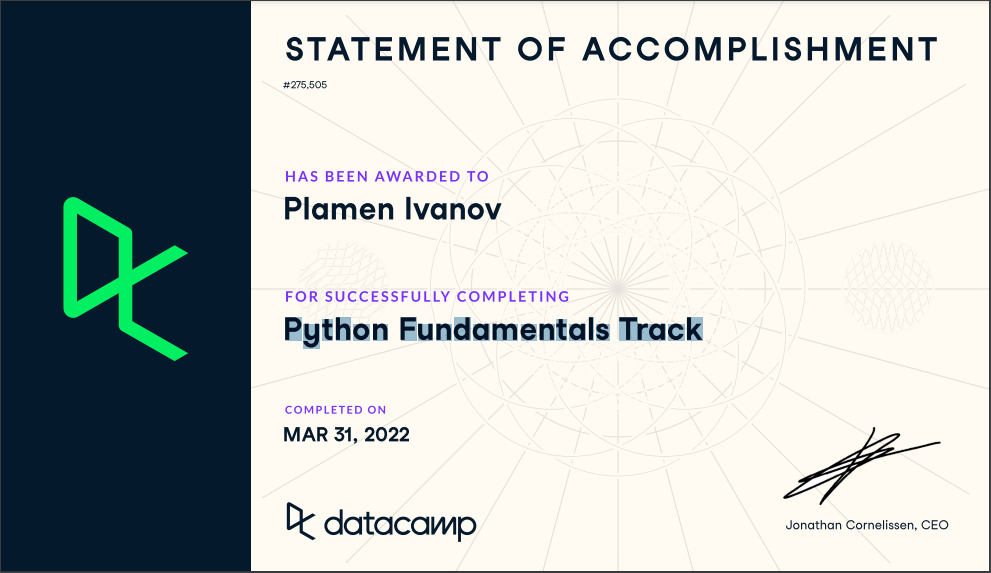 STATEMENT OF ACCOMPLISHMENT
#275,505
HAS BEEN AWARDED TO
Plamen Ivanov
FOR SUCCESSFULLY COMPLETING
Python Fundamentals Track
COMPLETED ON
MAR 31, 2022
datacamp
Jonathan Cornelissen, CEO